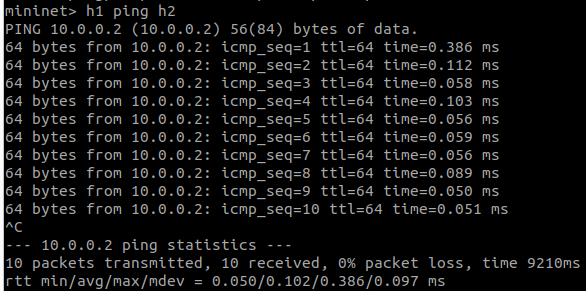 mininet> h1 ping h2
PING 10.0.0.2 (10.0.0.2) 56(84) bytes of data.
64 bytes from 10.0.0.2: icmp_seq=1 ttl=64 time=0.386 ms
64 bytes from 10.0.0.2: icmp_seq=2 ttl=64 time=0.112 ms
64 bytes from 10.0.0.2: icmp_seq=3 ttl=64 time=0.058 ms
64 bytes from 10.0.0.2: icmp_seq=4 ttl=64 time=0.103 ms
64 bytes from 10.0.0.2: icmp_seq=5 ttl=64 time=0.056 ms
64 bytes from 10.0.0.2: icmp_seq=6 ttl=64 time=0.059 ms
64 bytes from 10.0.0.2: icmp_seq=7 ttl=64 time=0.056 ms
64 bytes from 10.0.0.2: icmp_seq=8 ttl=64 time=0.089 ms
64 bytes from 10.0.0.2: icmp_seq=9 ttl=64 time=0.050 ms
64 bytes from 10.0.0.2: icmp_seq=10 ttl=64 time=0.051 ms
^C
--- 10.0.0.2 ping statistics ---
10 packets transmitted, 10 received, 0% packet loss, time 9210ms
rtt min/avg/max/mdev = 0.050/0.102/0.386/0.097 ms